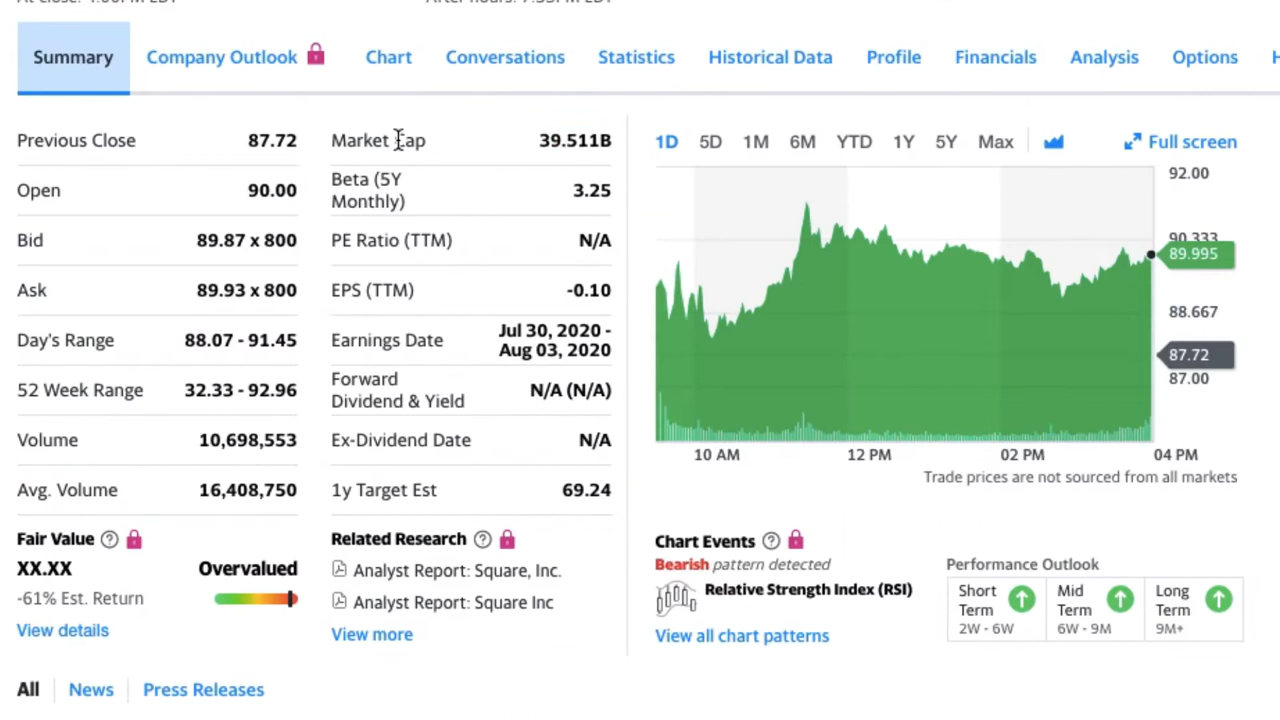 Summary Company Outlook Chart Conversations Statistics Historical Data Profile Financials Analysis Options
Previous Close 87.72
Open 90.00
Bid 89.87 x 800
Ask 89.93 x 800
Day's Range 88.07 - 91.45
52 Week Range 32.33 - 92.96
Volume 10,698,553
Avg. Volume 16,408,750
Market Cap 39.511B
Beta (5Y
Monthly) 3.25
PE Ratio (TTM) N/A
EPS (TTM) -0.10
Earnings Date Jul 30, 2020 -
Aug 03, 2020
Forward
Dividend & Yield N/A (N/A)
Ex-Dividend Date N/A
1y Target Est 69.24
1D 5D 1M 6M YTD 1Y 5Y Max Full screen
92.00
90.333
89.995
88.667
87.72
87.00
10 AM 12 PM 02 PM 04 PM
Trade prices are not sourced from all markets
Fair Value ?
XX.XX Overvalued
-61% Est. Return
View details
Related Research ?
Analyst Report: Square, Inc.
Analyst Report: Square Inc
View more
Chart Events ?
Bearish pattern detected
Relative Strength Index (RSI)
View all chart patterns
Performance Outlook
Short
Term
2W - 6W
Mid
Term
6W - 9M
Long
Term
9M+
All News Press Releases